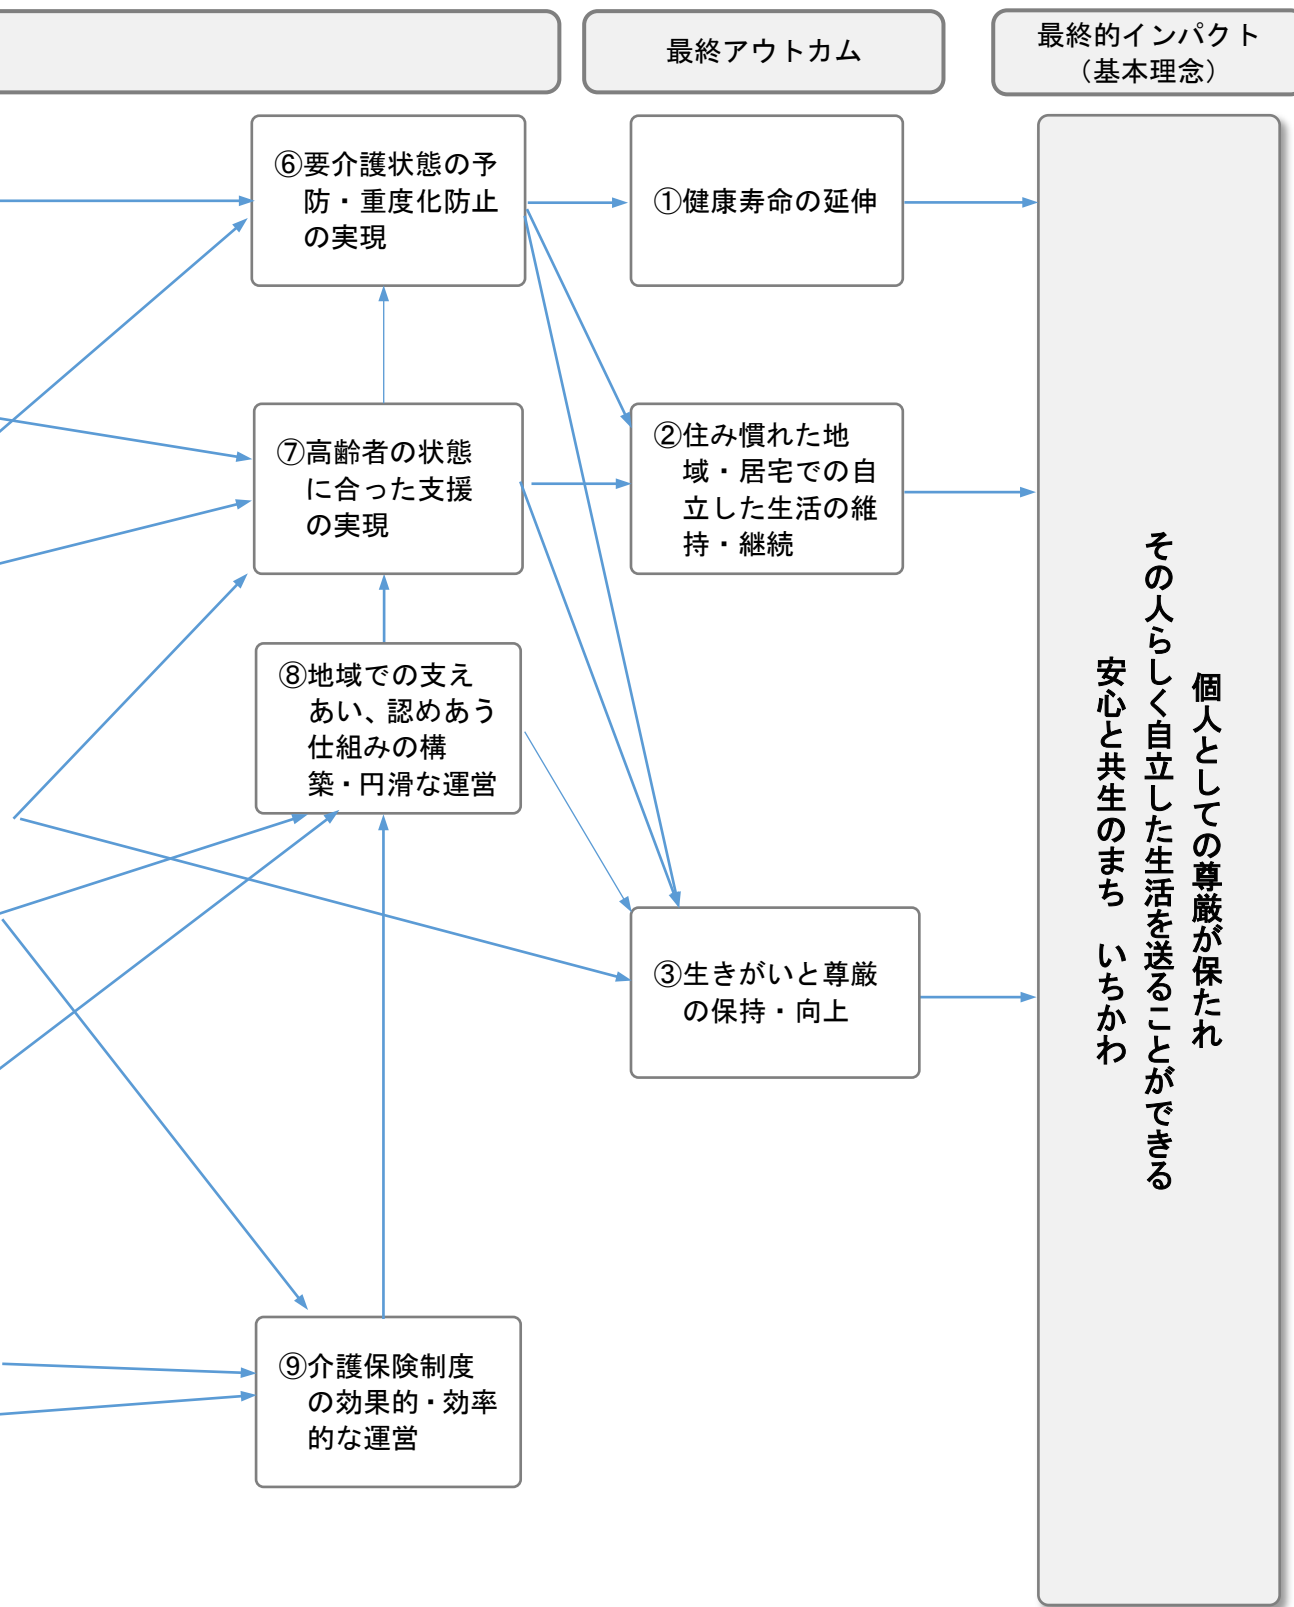 最終アウトカム
最終的インパクト
（基本理念）
⑥要介護状態の予
防・重度化防止
の実現
①健康寿命の延伸
⑦高齢者の状態
に合った支援
の実現
②住み慣れた地
域・居宅での自
立した生活の維
持・継続
⑧地域での支え
あい、認めあう
仕組みの構
築・円滑な運営
③生きがいと尊厳
の保持・向上
⑨介護保険制度
の効果的・効率
的な運営
個人としての尊厳が保たれ
その人らしく自立した生活を送ることができる
安心と共生のまち　いちかわ